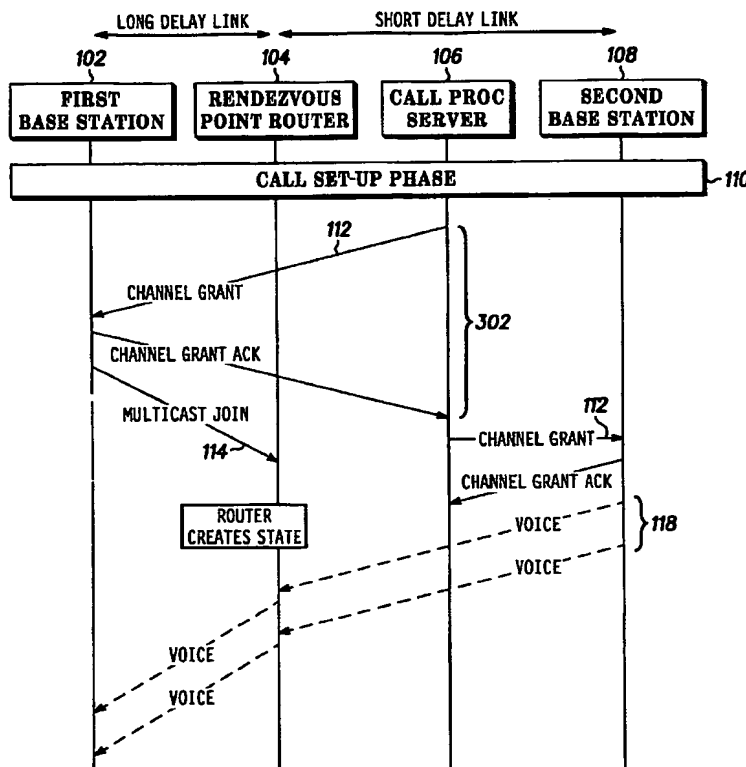 LONG DELAY LINK
SHORT DELAY LINK
102
104
106
108
FIRST
BASE STATION
RENDEZVOUS
POINT ROUTER
CALL PROC
SERVER
SECOND
BASE STATION
CALL SET-UP PHASE
110
112
CHANNEL GRANT
302
CHANNEL GRANT ACK
MULTICAST JOIN
112
114
CHANNEL GRANT
CHANNEL GRANT ACK
ROUTER
CREATES STATE
VOICE
118
VOICE
VOICE
VOICE